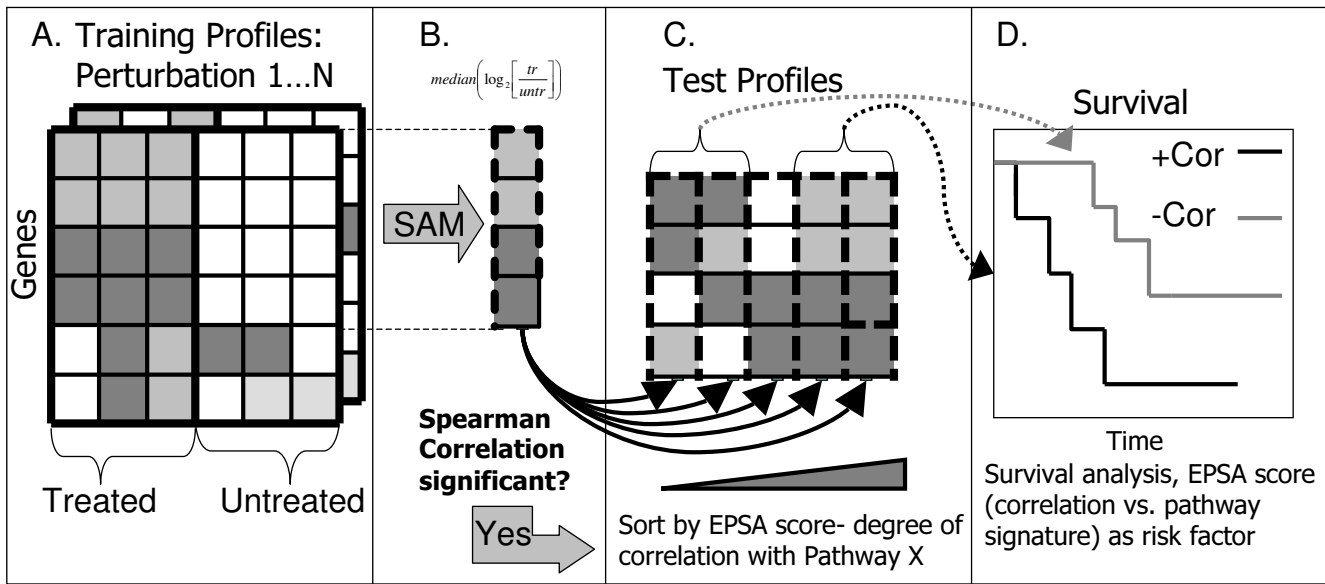 A. Training Profiles:
Perturbation 1...N
Genes
Treated
Untreated
B.
median(log₂[tr/untr])
SAM
Spearman
Correlation
significant?
Yes
C.
Test Profiles
Sort by EPSA score- degree of
correlation with Pathway X
D.
Survival
+Cor
-Cor
Time
Survival analysis, EPSA score
(correlation vs. pathway
signature) as risk factor